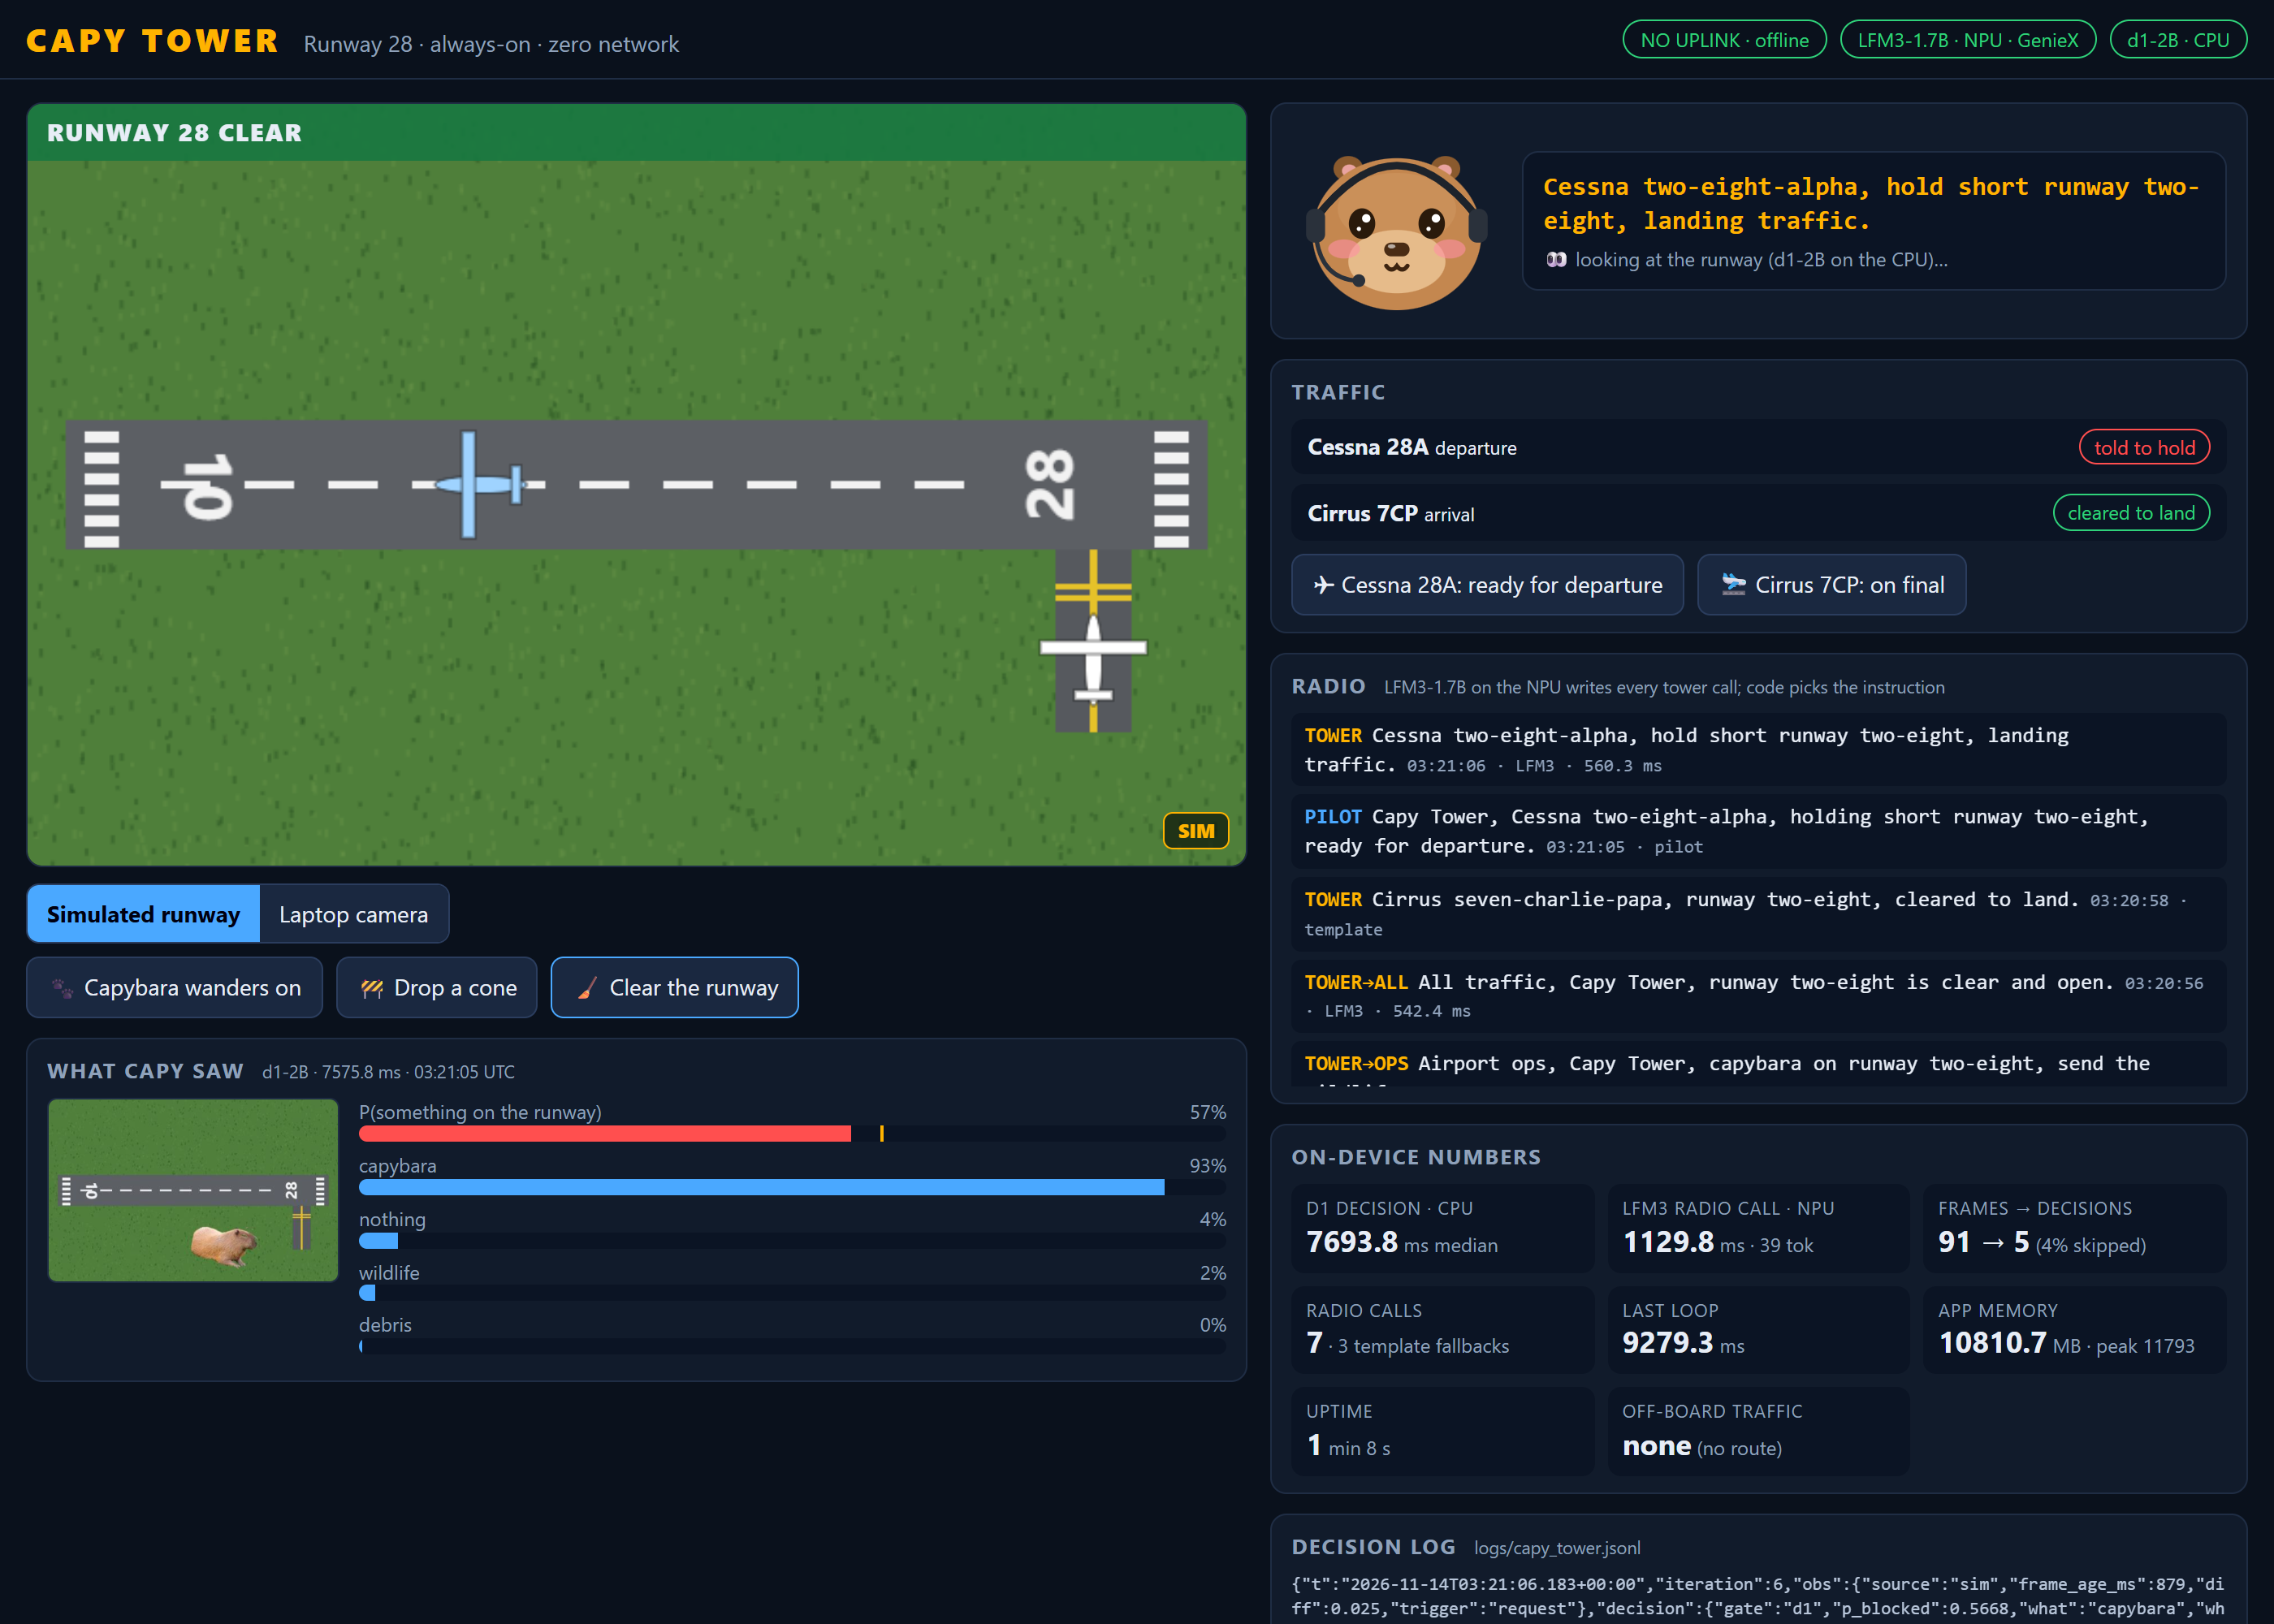 CAPY TOWER
Runway 28 · always-on · zero network
NO UPLINK · offline
LFM3-1.7B · NPU · GenieX
d1-2B · CPU
RUNWAY 28 CLEAR
10
28
SIM
Simulated runway
Laptop camera
Capybara wanders on
Drop a cone
Clear the runway
WHAT CAPY SAW
d1-2B · 7575.8 ms · 03:21:05 UTC
10
28
P(something on the runway)
57%
capybara
93%
nothing
4%
wildlife
2%
debris
0%
Cessna two-eight-alpha, hold short runway two-
eight, landing traffic.
👀 looking at the runway (d1-2B on the CPU)...
TRAFFIC
Cessna 28A departure
told to hold
Cirrus 7CP arrival
cleared to land
✈ Cessna 28A: ready for departure
🛬 Cirrus 7CP: on final
RADIO
LFM3-1.7B on the NPU writes every tower call; code picks the instruction
TOWER Cessna two-eight-alpha, hold short runway two-eight, landing
traffic. 03:21:06 · LFM3 · 560.3 ms
PILOT Capy Tower, Cessna two-eight-alpha, holding short runway two-eight,
ready for departure. 03:21:05 · pilot
TOWER Cirrus seven-charlie-papa, runway two-eight, cleared to land. 03:20:58 ·
template
TOWER→ALL All traffic, Capy Tower, runway two-eight is clear and open. 03:20:56
· LFM3 · 542.4 ms
TOWER→OPS Airport ops, Capy Tower, capybara on runway two-eight, send the
ON-DEVICE NUMBERS
D1 DECISION · CPU
7693.8 ms median
LFM3 RADIO CALL · NPU
1129.8 ms · 39 tok
FRAMES → DECISIONS
91 → 5 (4% skipped)
RADIO CALLS
7 · 3 template fallbacks
LAST LOOP
9279.3 ms
APP MEMORY
10810.7 MB · peak 11793
UPTIME
1 min 8 s
OFF-BOARD TRAFFIC
none (no route)
DECISION LOG
logs/capy_tower.jsonl
{"t":"2026-11-14T03:21:06.183+00:00","iteration":6,"obs":{"source":"sim","frame_age_ms":879,"di
ff":0.025,"trigger":"request"},"decision":{"gate":"d1","p_blocked":0.5668,"what":"capybara","wh